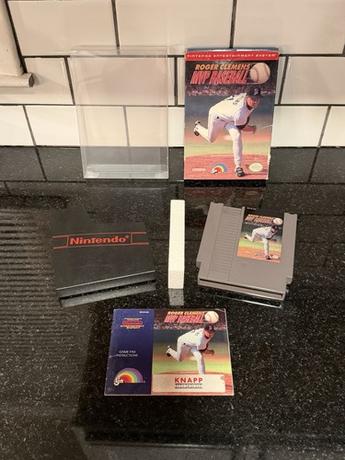 NINTENDO ENTERTAINMENT SYSTEM
ROGER CLEMENS
MVP BASEBALL
Nintendo
ROGER CLEMENS
MVP BASEBALL
GAME PAK
INSTRUCTIONS
ROGER CLEMENS
MVP BASEBALL
KNAPP